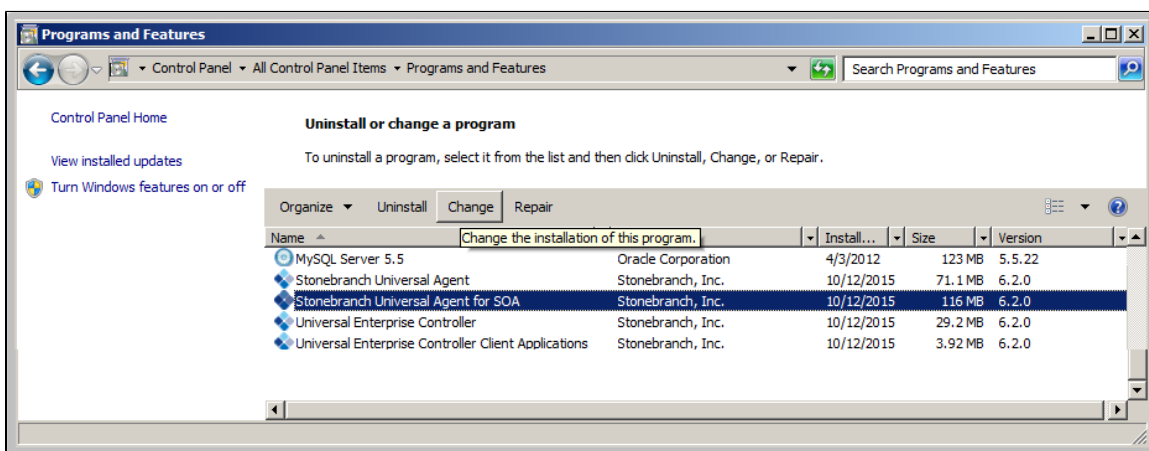 Programs and Features
Control Panel All Control Panel Items Programs and Features Search Programs and Features
Control Panel Home
Uninstall or change a program
View installed updates
To uninstall a program, select it from the list and then click Uninstall, Change, or Repair.
Turn Windows features on or off
Organize Uninstall Change Repair
Name Change the installation of this program. Install... Size Version
MySQL Server 5.5 Oracle Corporation 4/3/2012 123 MB 5.5.22
Stonebranch Universal Agent Stonebranch, Inc. 10/12/2015 71.1 MB 6.2.0
Stonebranch Universal Agent for SOA Stonebranch, Inc. 10/12/2015 116 MB 6.2.0
Universal Enterprise Controller Stonebranch, Inc. 10/12/2015 29.2 MB 6.2.0
Universal Enterprise Controller Client Applications Stonebranch, Inc. 10/12/2015 3.92 MB 6.2.0